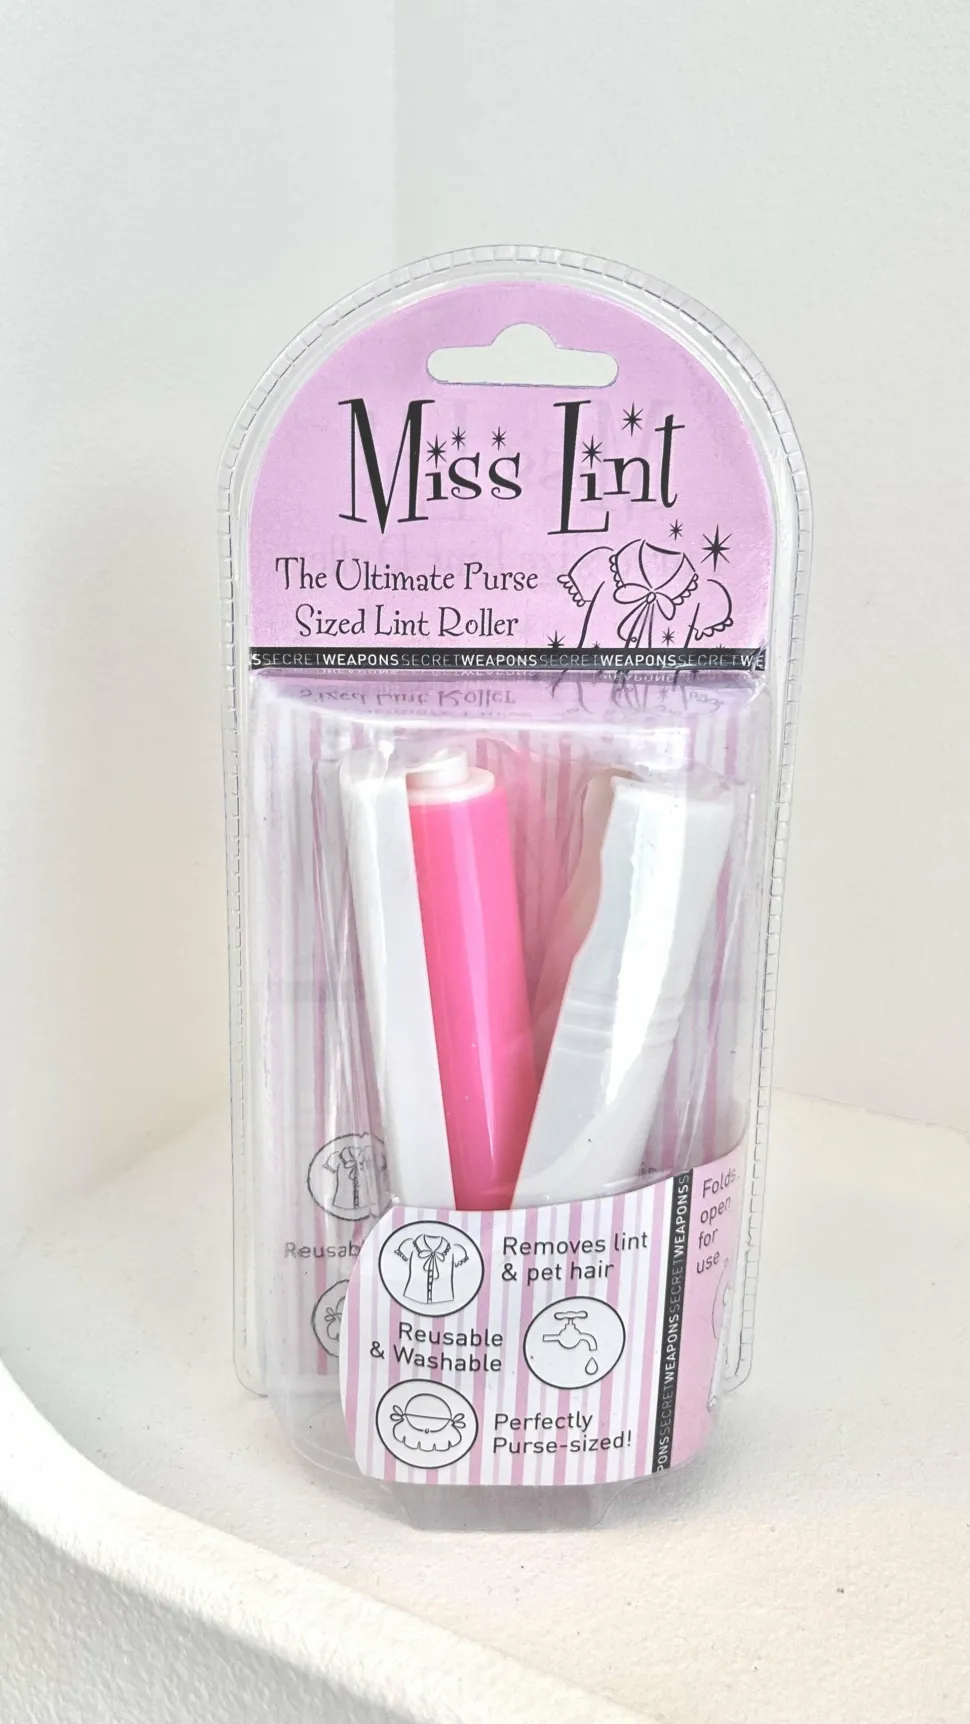 Miss Lint
The Ultimate Purse
Sized Lint Roller
SECRETWEAPONSSECRETWEAPONSSECRETWEAPONSSECRETWE
Removes lint
& pet hair
Reusable
& Washable
Perfectly
Purse-sized!
PONSSECRETWEAPONSSECRETWEAPONSS
Folds
open
for
use
Reusab